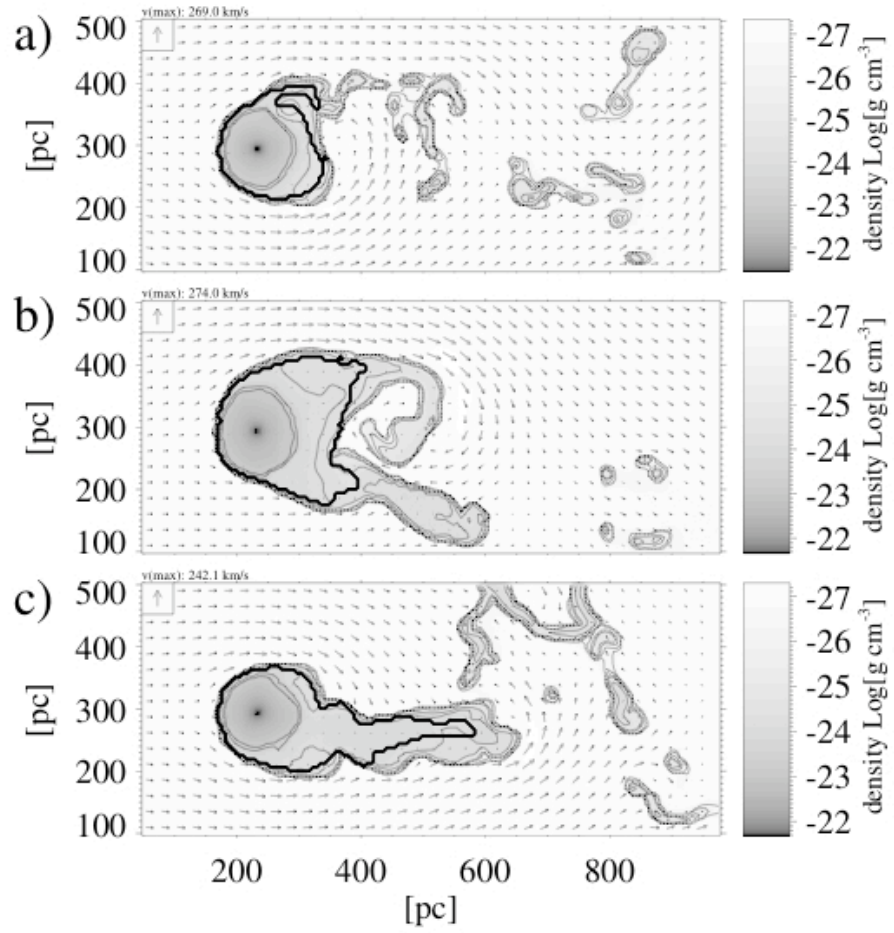 a)
v(max): 269.0 km/s
500
400
300
200
100
[pc]
-27
-26
-25
-24
-23
-22
density Log[g cm⁻³]
b)
v(max): 274.0 km/s
500
400
300
200
100
[pc]
-27
-26
-25
-24
-23
-22
density Log[g cm⁻³]
c)
v(max): 242.1 km/s
500
400
300
200
100
[pc]
-27
-26
-25
-24
-23
-22
density Log[g cm⁻³]
200 400 600 800
[pc]